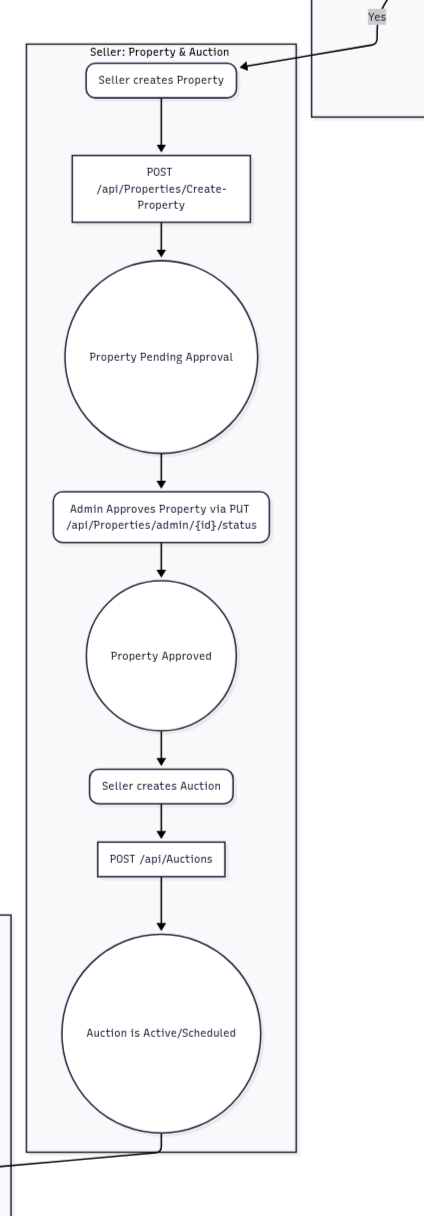 Yes
Seller: Property & Auction
Seller creates Property
POST
/api/Properties/Create-
Property
Property Pending Approval
Admin Approves Property via PUT
/api/Properties/admin/{id}/status
Property Approved
Seller creates Auction
POST /api/Auctions
Auction is Active/Scheduled